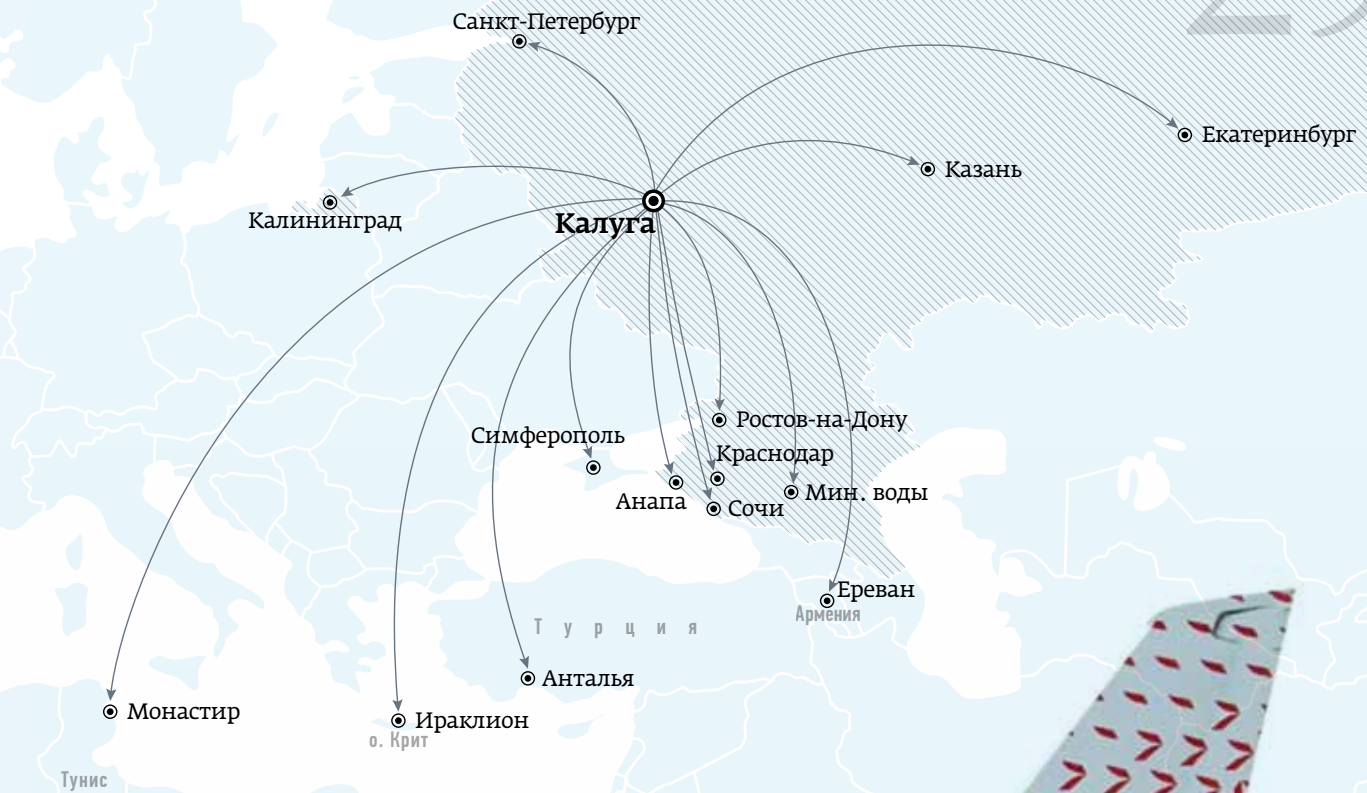 Санкт-Петербург
Екатеринбург
Казань
Калининград
Калуга
Ростов-на-Дону
Симферополь
Краснодар
Анапа
Мин. воды
Сочи
Ереван
Армения
Турция
Анталья
Монастир
Ираклион
о. Крит
Тунис